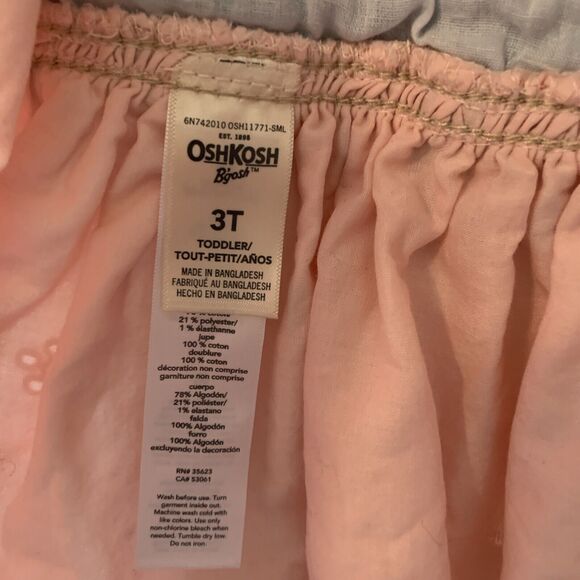 6N742010 OSH11771-SML
EST. 1895
OSHKOSH
B'gosh™
3T
TODDLER/
TOUT-PETIT/AÑOS
MADE IN BANGLADESH
FABRIQUÉ AU BANGLADESH
HECHO EN BANGLADESH
21 % polyester/
1 % élasthanne
jupe
100 % coton
doublure
100 % coton
décoration non comprise
garniture non comprise
cuerpo
78% Algodón/
21% poliéster/
1% elastano
falda
100% Algodón
forro
100% Algodón
excluyendo la decoración
RN# 35623
CA# 53061
Wash before use. Turn
garment inside out.
Machine wash cold with
like colors. Use only
non-chlorine bleach when
needed. Tumble dry low.
Do not iron.